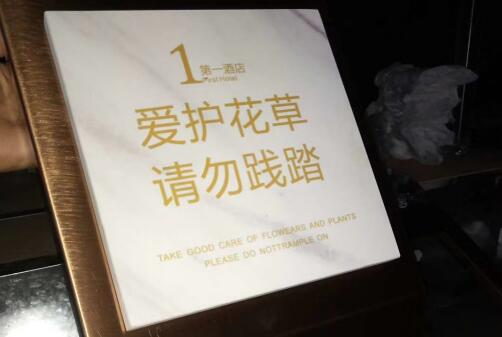 1 第一酒店
First Hotel
爱护花草
请勿践踏
TAKE GOOD CARE OF FLOWEARS AND PLANTS
PLEASE DO NOTTRAMPLE ON